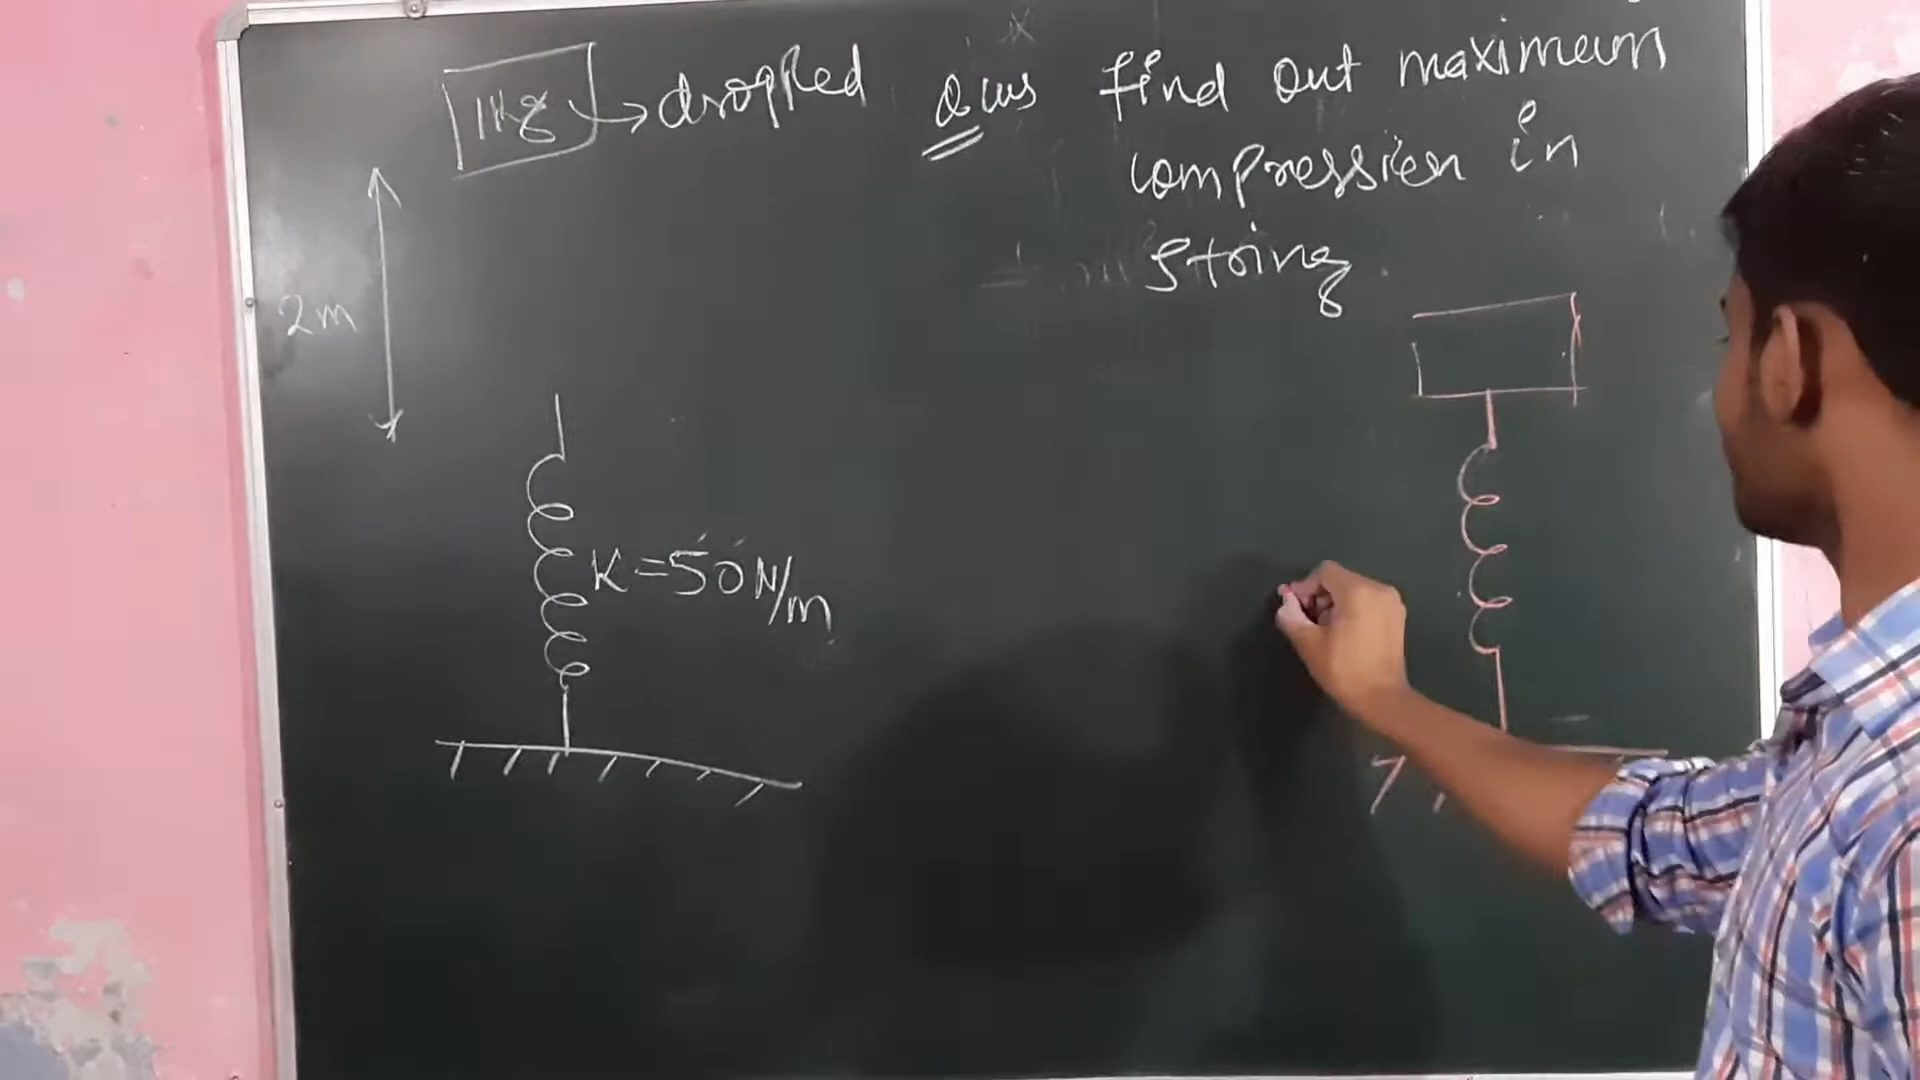 1kg → dropped
Qus find out maximum
compression in
string
2m
K=50N/m